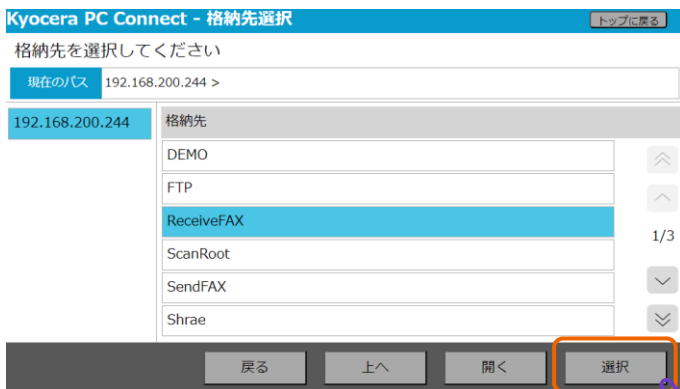 Kyocera PC Connect - 格納先選択
トップに戻る
格納先を選択してください
現在のパス 192.168.200.244 >
192.168.200.244
格納先
DEMO
FTP
ReceiveFAX
ScanRoot
SendFAX
Shrae
1/3
戻る 上へ 開く 選択